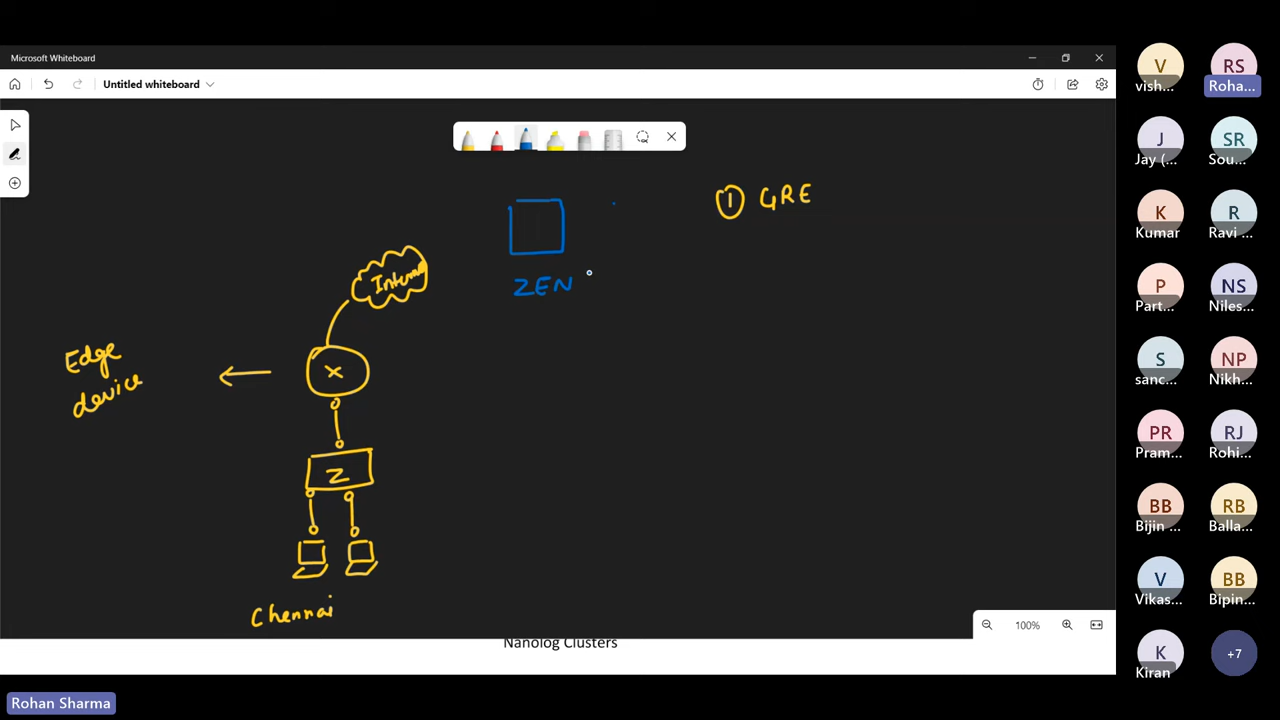 Microsoft Whiteboard
Untitled whiteboard
① GRE
Internet
ZEN
X
Edge
device
Z
Chennai
100%
Nanolog Clusters
V
vish...
RS
Roha...
J
Jay (...
SR
Sou...
K
Kumar
R
Ravi ...
P
Part...
NS
Niles...
S
sanc...
NP
Nikh...
PR
Pram...
RJ
Rohi...
BB
Bijin ...
RB
Balla...
V
Vikas...
BB
Bipin...
K
Kiran
+7
Rohan Sharma